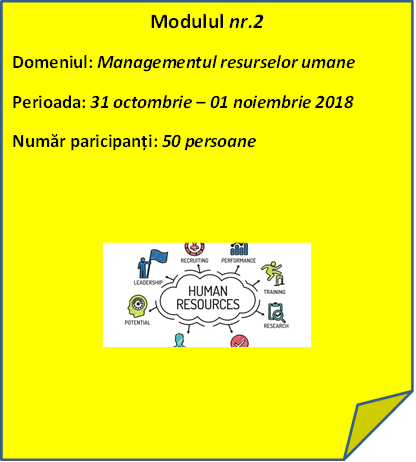 Modulul nr.2
Domeniul: Managementul resurselor umane
Perioada: 31 octombrie – 01 noiembrie 2018
Număr paricipanți: 50 persoane
RECRUITING
PERFORMANCE
LEADERSHIP
TRAINING
HUMAN
RESOURCES
POTENTIAL
RESEARCH